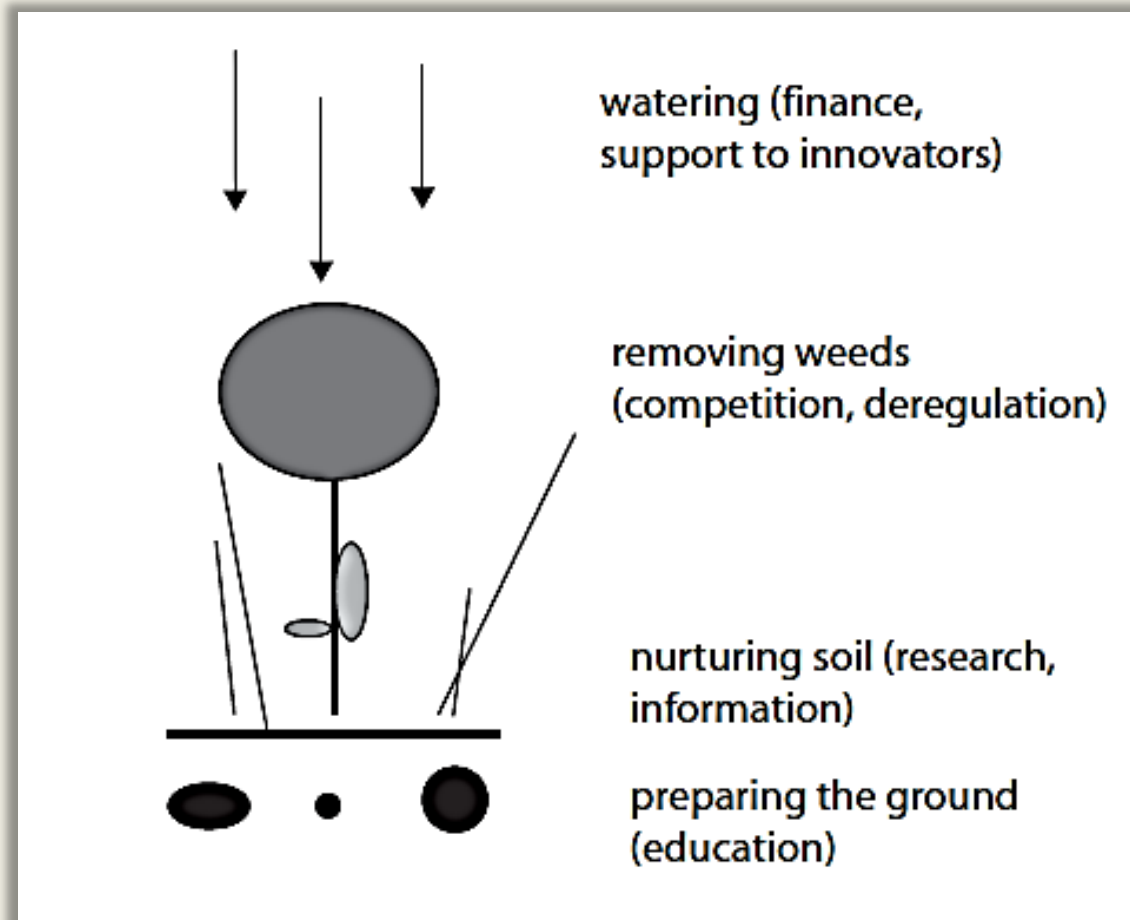 watering (finance,
support to innovators)
removing weeds
(competition, deregulation)
nurturing soil (research,
information)
preparing the ground
(education)